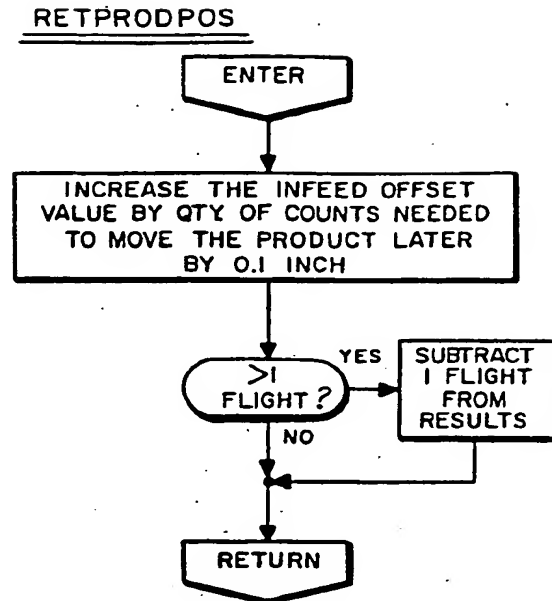 RETPRODPOS
ENTER
INCREASE THE INFEED OFFSET
VALUE BY QTY. OF COUNTS NEEDED
TO MOVE THE PRODUCT LATER
BY 0.1 INCH
>1
FLIGHT?
YES
SUBTRACT
1 FLIGHT
FROM
RESULTS
NO
RETURN